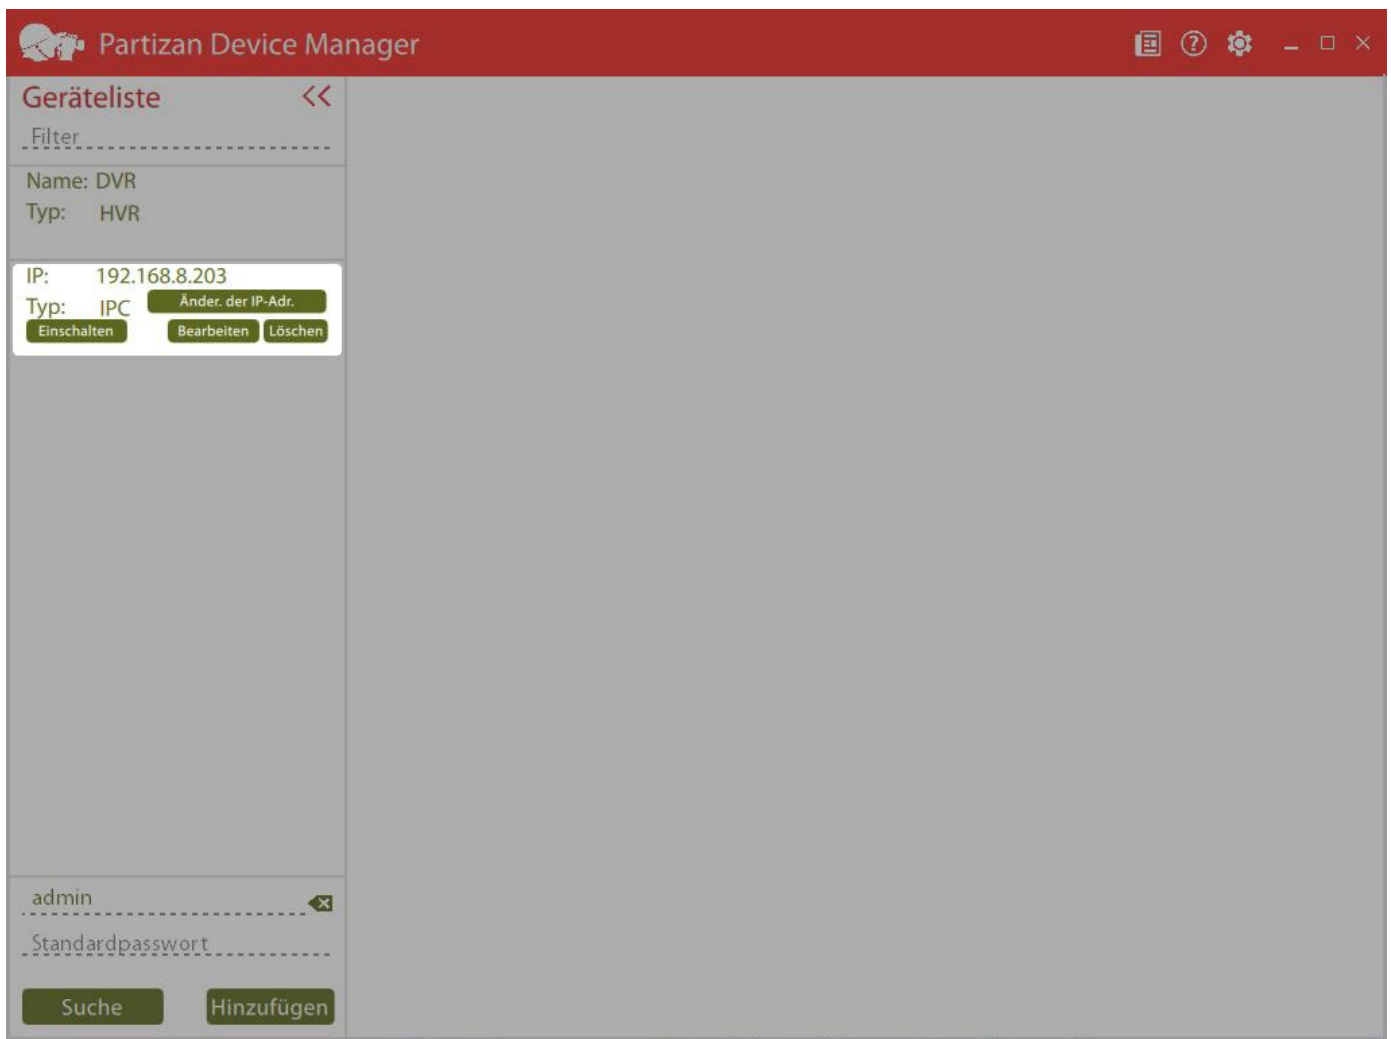 Partizan Device Manager
Geräteliste <<
Filter
Name: DVR
Typ: HVR
IP: 192.168.8.203
Typ: IPC Änder. der IP-Adr.
Einschalten Bearbeiten Löschen
admin
Standardpasswort
Suche Hinzufügen